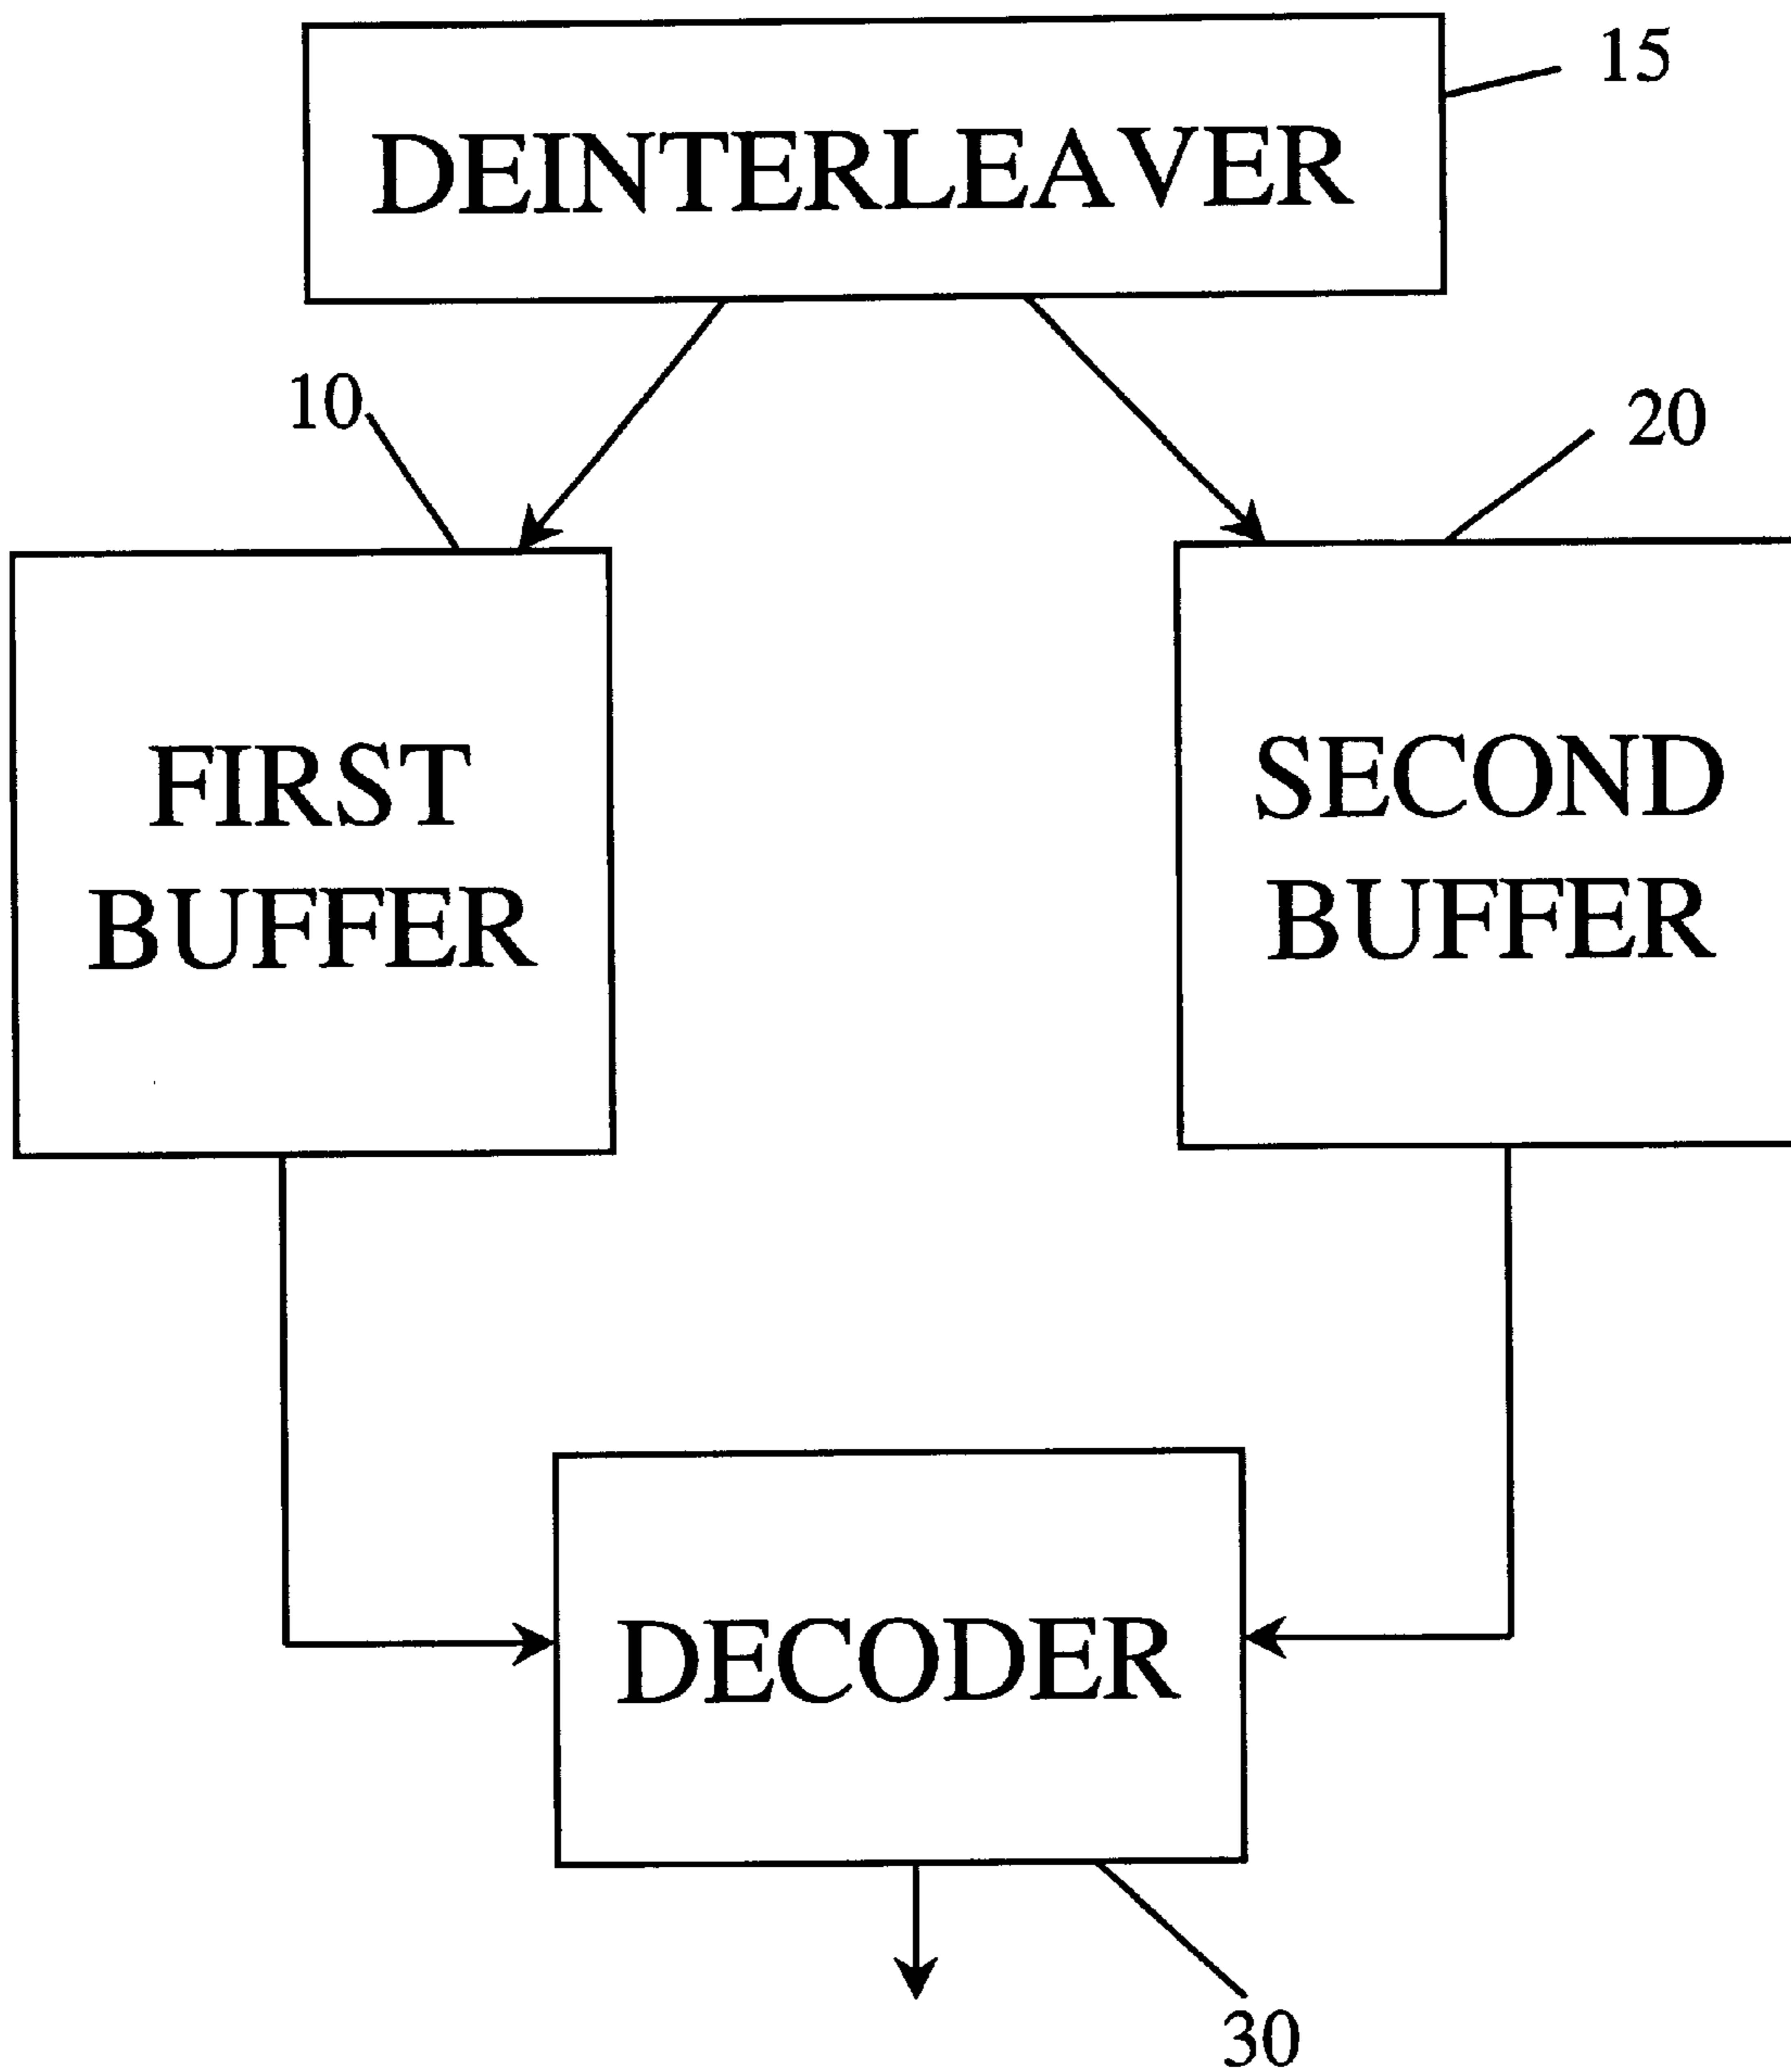 15
DEINTERLEAVER
10
20
FIRST
BUFFER
SECOND
BUFFER
DECODER
30